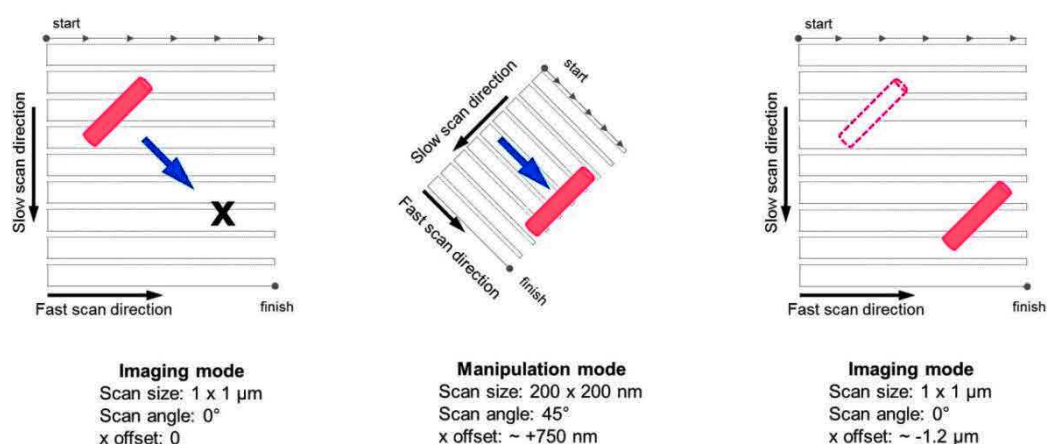 start
Slow scan direction
X
Fast scan direction
finish
Imaging mode
Scan size: 1 x 1 µm
Scan angle: 0°
x offset: 0
start
Slow scan direction
Fast scan direction
finish
Manipulation mode
Scan size: 200 x 200 nm
Scan angle: 45°
x offset: ~ +750 nm
start
Slow scan direction
Fast scan direction
finish
Imaging mode
Scan size: 1 x 1 µm
Scan angle: 0°
x offset: ~ -1.2 µm